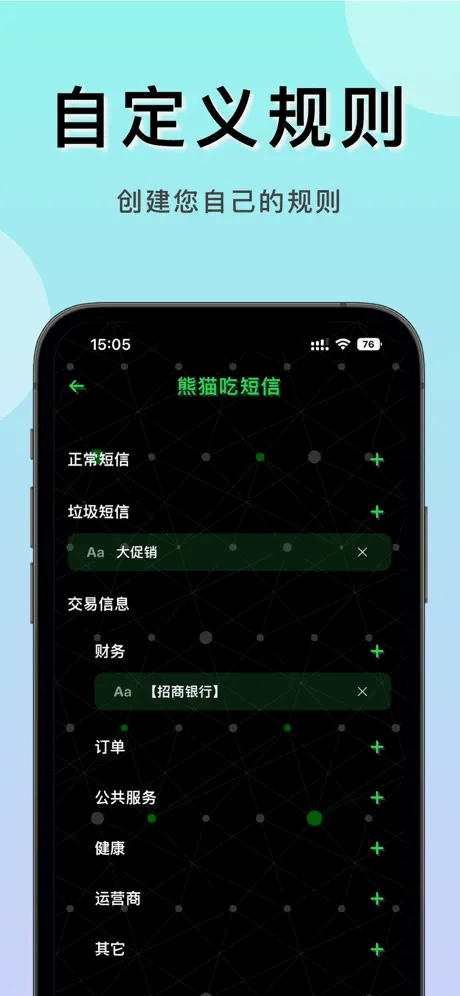 自定义规则
创建您自己的规则
15:05
76
熊猫吃短信
正常短信
垃圾短信
Aa 大促销
交易信息
财务
Aa 【招商银行】
订单
公共服务
健康
运营商
其它